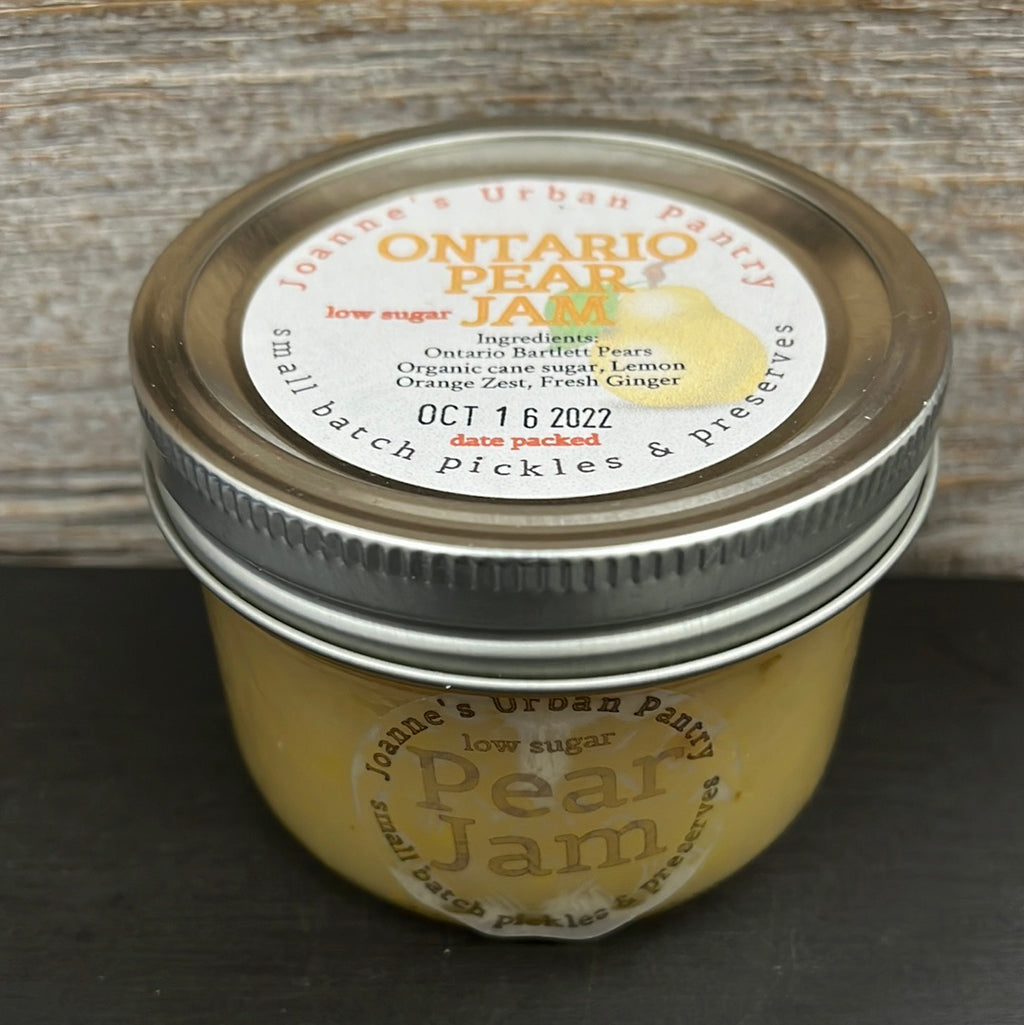 Joanne's Urban Pantry
ONTARIO
PEAR
low sugar JAM
Ingredients:
Ontario Bartlett Pears
Organic cane sugar, Lemon
Orange Zest, Fresh Ginger
OCT 16 2022
date packed
small batch pickles & preserves
Joanne's Urban Pantry
low sugar
Pear
Jam
small batch pickles & preserves